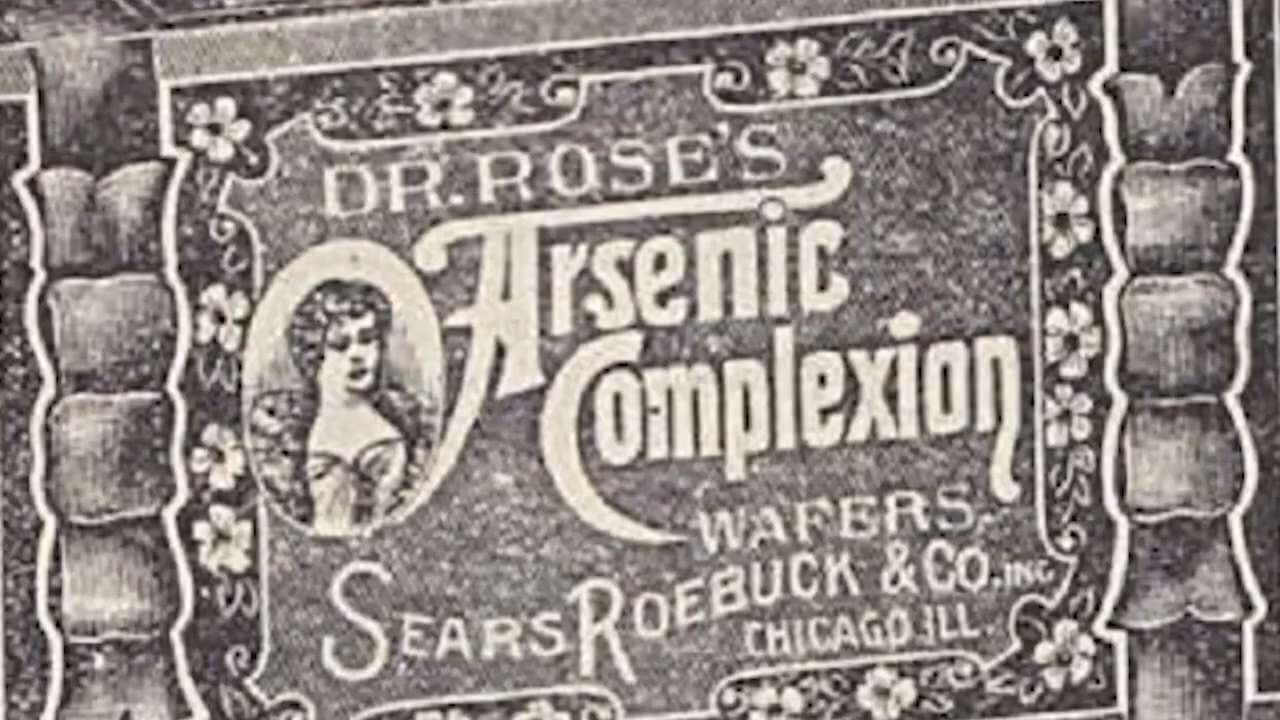 DR. ROSE'S
Arsenic
Complexion
WAFERS.
SEARS ROEBUCK & CO. INC
CHICAGO. ILL.